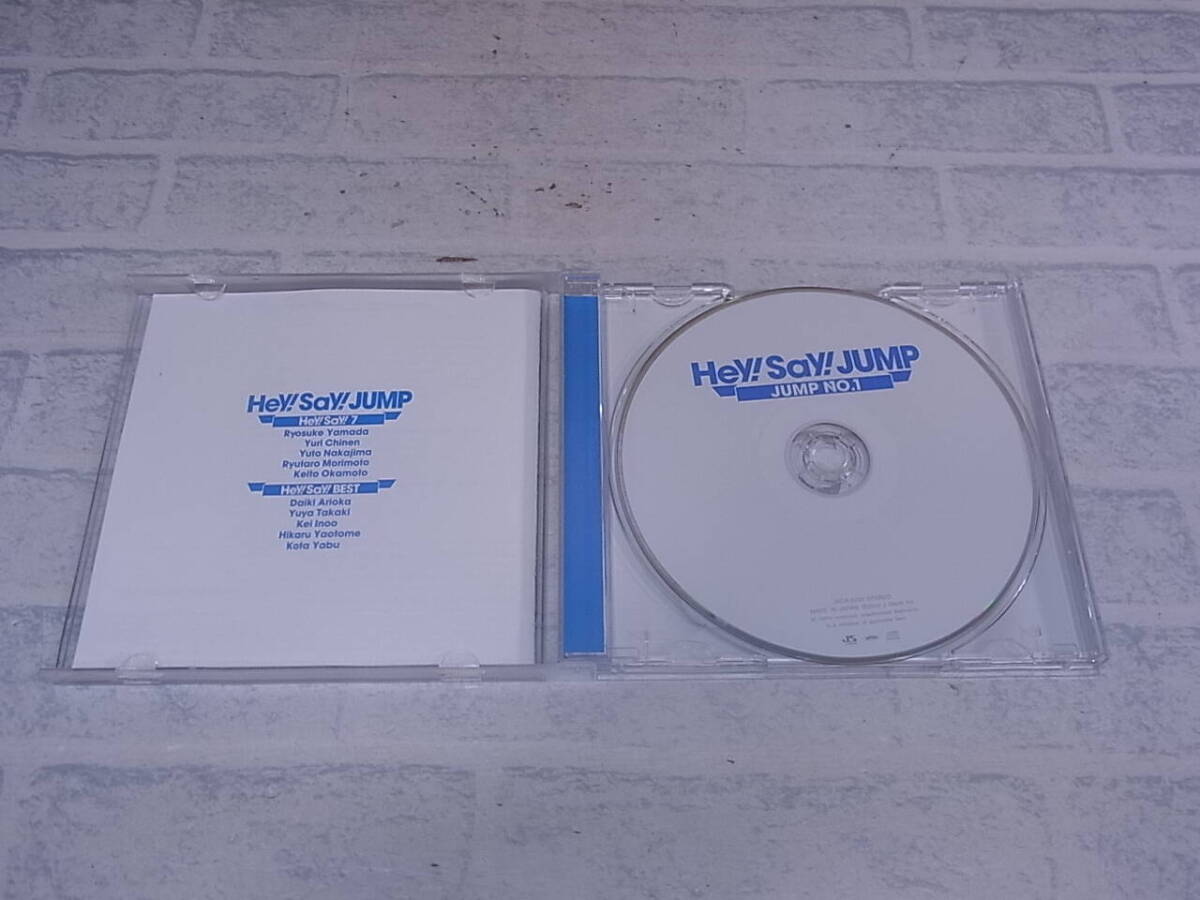 HeY! SaY! JUMP
HeY! SaY! 7
Ryosuke Yamada
Yuri Chinen
Yuto Nakajima
Ryutaro Morimoto
Keito Okamoto
HeY! SaY! BEST
Daiki Arioka
Yuya Takaki
Kei Inoo
Hikaru Yaotome
Kota Yabu
HeY! SaY! JUMP
JUMP NO.1